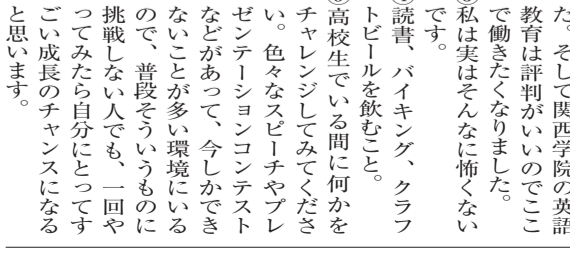 た。そして関西学院の英語
教育は評判がいいのでここ
で働きたくなりました。
私は実はそんなに怖くない
です。
読書、バイキング、クラフ
トビールを飲むこと。
高校生でいる間に何かを
チャレンジしてみてくださ
い。色々なスピーチやプレ
ゼンテーションコンテスト
などがあって、今しかでき
ないことが多い環境にいる
ので、普段そういうものに
挑戦しない人でも、一回や
ってみたら自分にとってす
ごい成長のチャンスになる
と思います。